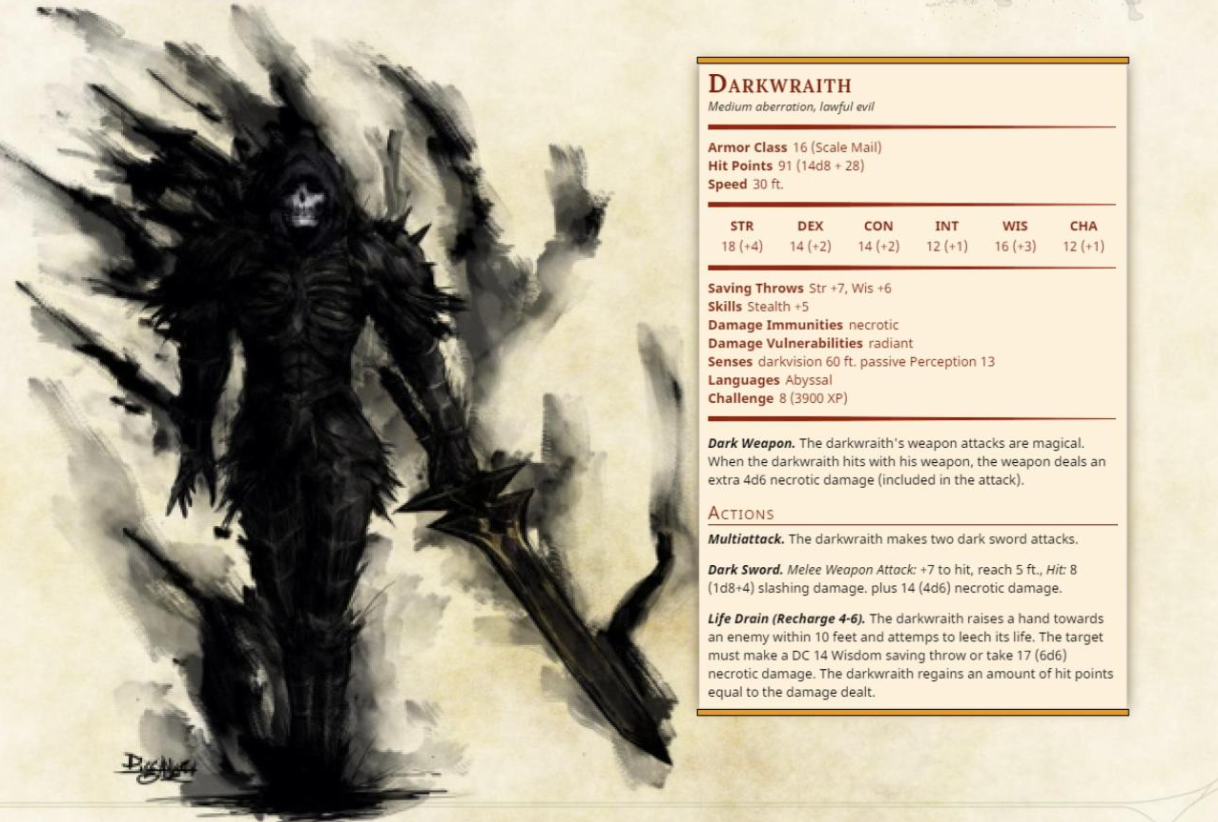 DARKWRAITH
Medium aberration, lawful evil
Armor Class 16 (Scale Mail)
Hit Points 91 (14d8 + 28)
Speed 30 ft.
STR DEX CON INT WIS CHA
18 (+4) 14 (+2) 14 (+2) 12 (+1) 16 (+3) 12 (+1)
Saving Throws Str +7, Wis +6
Skills Stealth +5
Damage Immunities necrotic
Damage Vulnerabilities radiant
Senses darkvision 60 ft. passive Perception 13
Languages Abyssal
Challenge 8 (3900 XP)
Dark Weapon. The darkwraith's weapon attacks are magical.
When the darkwraith hits with his weapon, the weapon deals an
extra 4d6 necrotic damage (included in the attack).
ACTIONS
Multiattack. The darkwraith makes two dark sword attacks.
Dark Sword. Melee Weapon Attack: +7 to hit, reach 5 ft., Hit: 8
(1d8+4) slashing damage. plus 14 (4d6) necrotic damage.
Life Drain (Recharge 4-6). The darkwraith raises a hand towards
an enemy within 10 feet and attemps to leech its life. The target
must make a DC 14 Wisdom saving throw or take 17 (6d6)
necrotic damage. The darkwraith regains an amount of hit points
equal to the damage dealt.